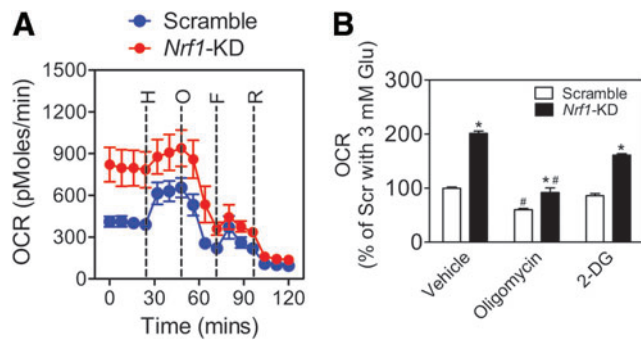 A
Scramble
Nrf1-KD
OCR (pMoles/min)
1500
1200
900
600
300
0
H
O
F
R
0 30 60 90 120
Time (mins)
B
OCR
(% of Scr with 3 mM Glu)
300
200
100
0
Scramble
Nrf1-KD
*
#
* #
*
Vehicle
Oligomycin
2-DG